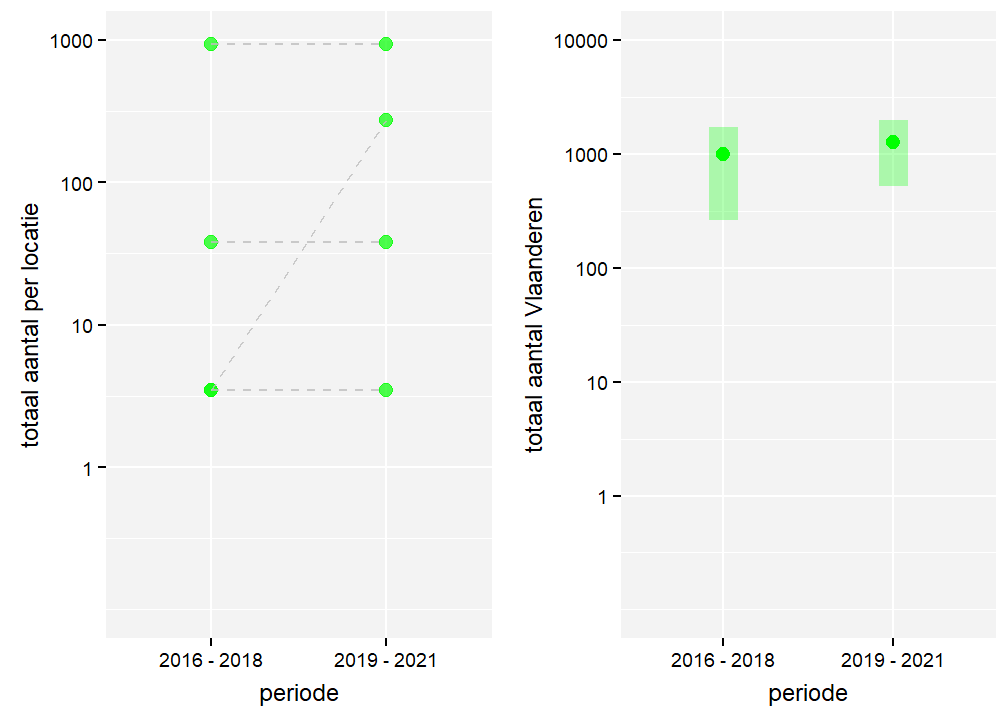 totaal aantal per locatie
1000
100
10
1
2016 - 2018
2019 - 2021
periode
totaal aantal Vlaanderen
10000
1000
100
10
1
2016 - 2018
2019 - 2021
periode